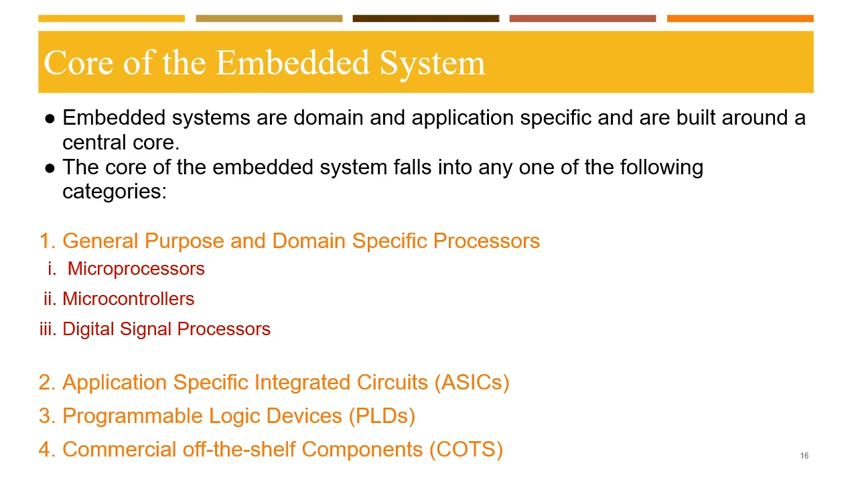 Core of the Embedded System
● Embedded systems are domain and application specific and are built around a
central core.
● The core of the embedded system falls into any one of the following
categories:
1. General Purpose and Domain Specific Processors
i. Microprocessors
ii. Microcontrollers
iii. Digital Signal Processors
2. Application Specific Integrated Circuits (ASICs)
3. Programmable Logic Devices (PLDs)
4. Commercial off-the-shelf Components (COTS)
16